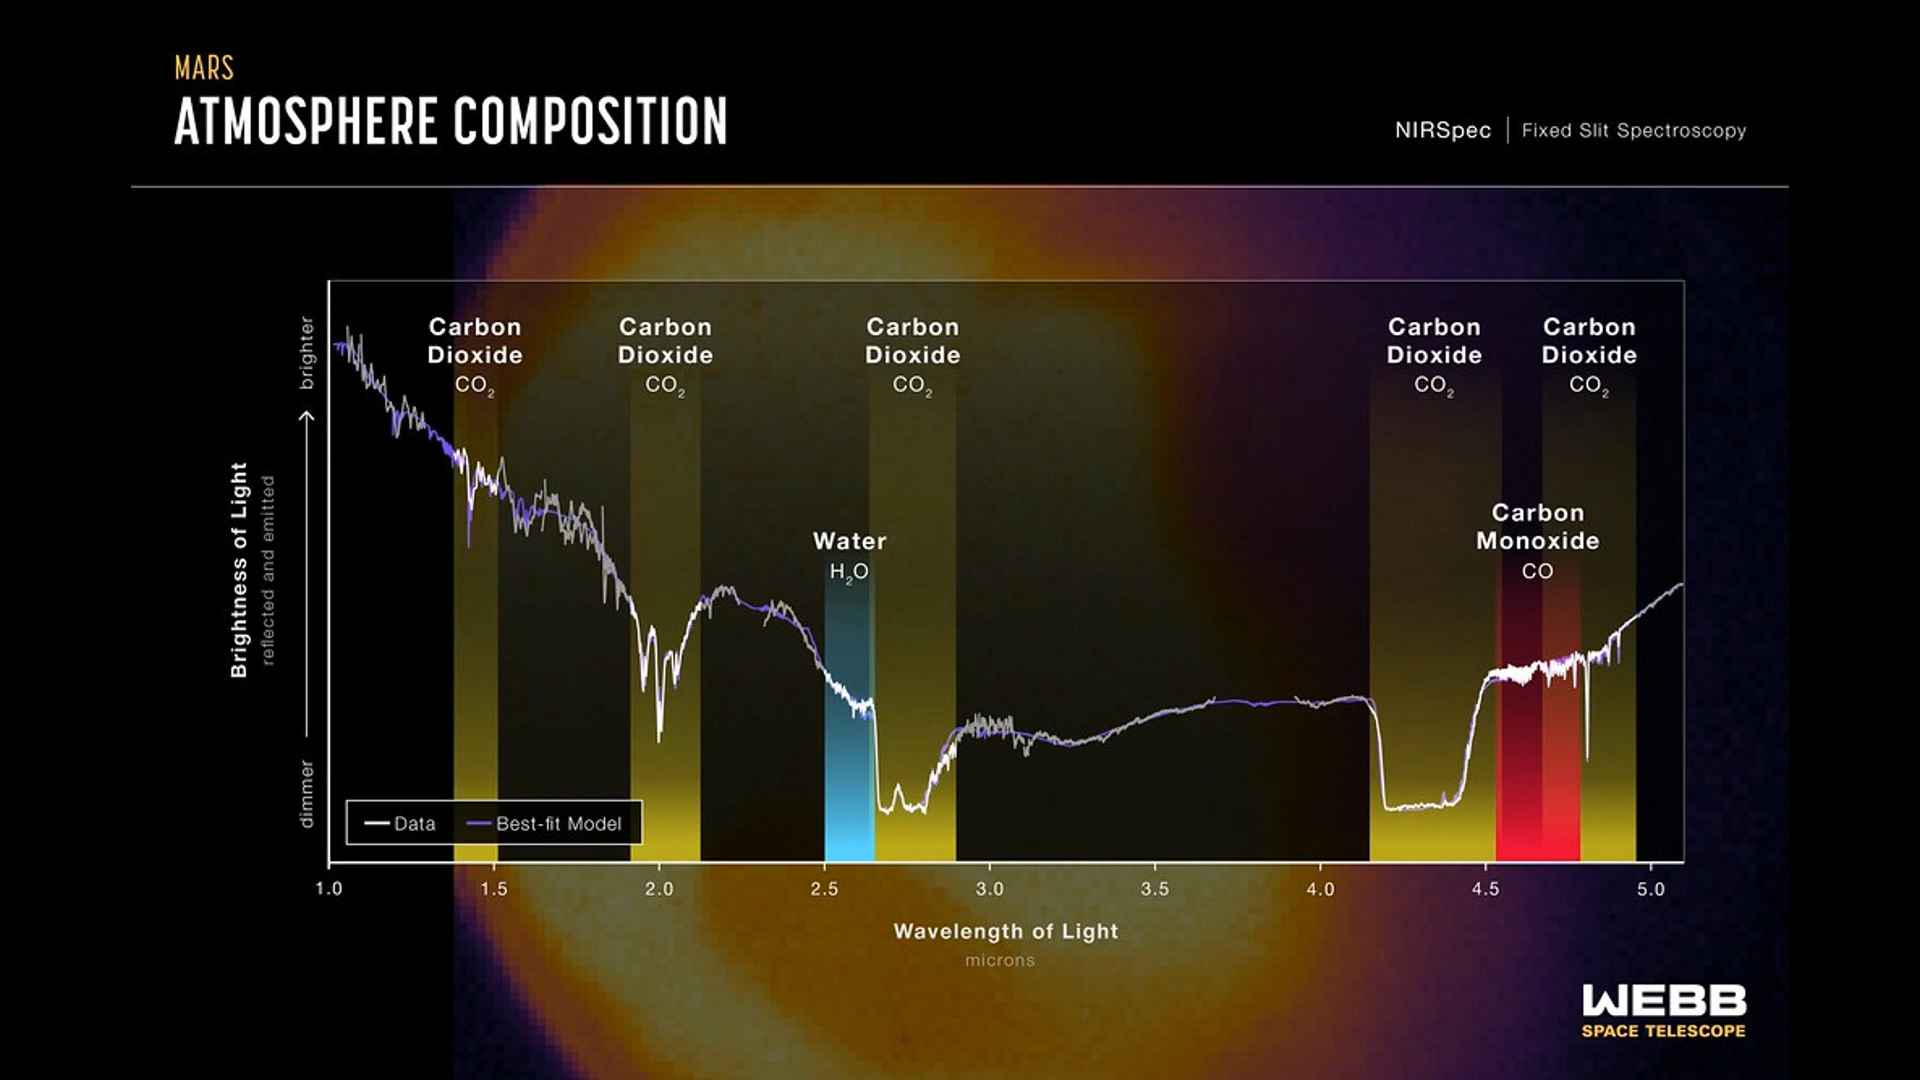 MARS
ATMOSPHERE COMPOSITION
NIRSpec | Fixed Slit Spectroscopy
Carbon
Dioxide
CO₂
Carbon
Dioxide
CO₂
Carbon
Dioxide
CO₂
Carbon
Dioxide
CO₂
Carbon
Dioxide
CO₂
Water
H₂O
Carbon
Monoxide
CO
brighter
Brightness of Light
reflected and emitted
dimmer
Data
Best-fit Model
1.0 1.5 2.0 2.5 3.0 3.5 4.0 4.5 5.0
Wavelength of Light
microns
WEBB
SPACE TELESCOPE